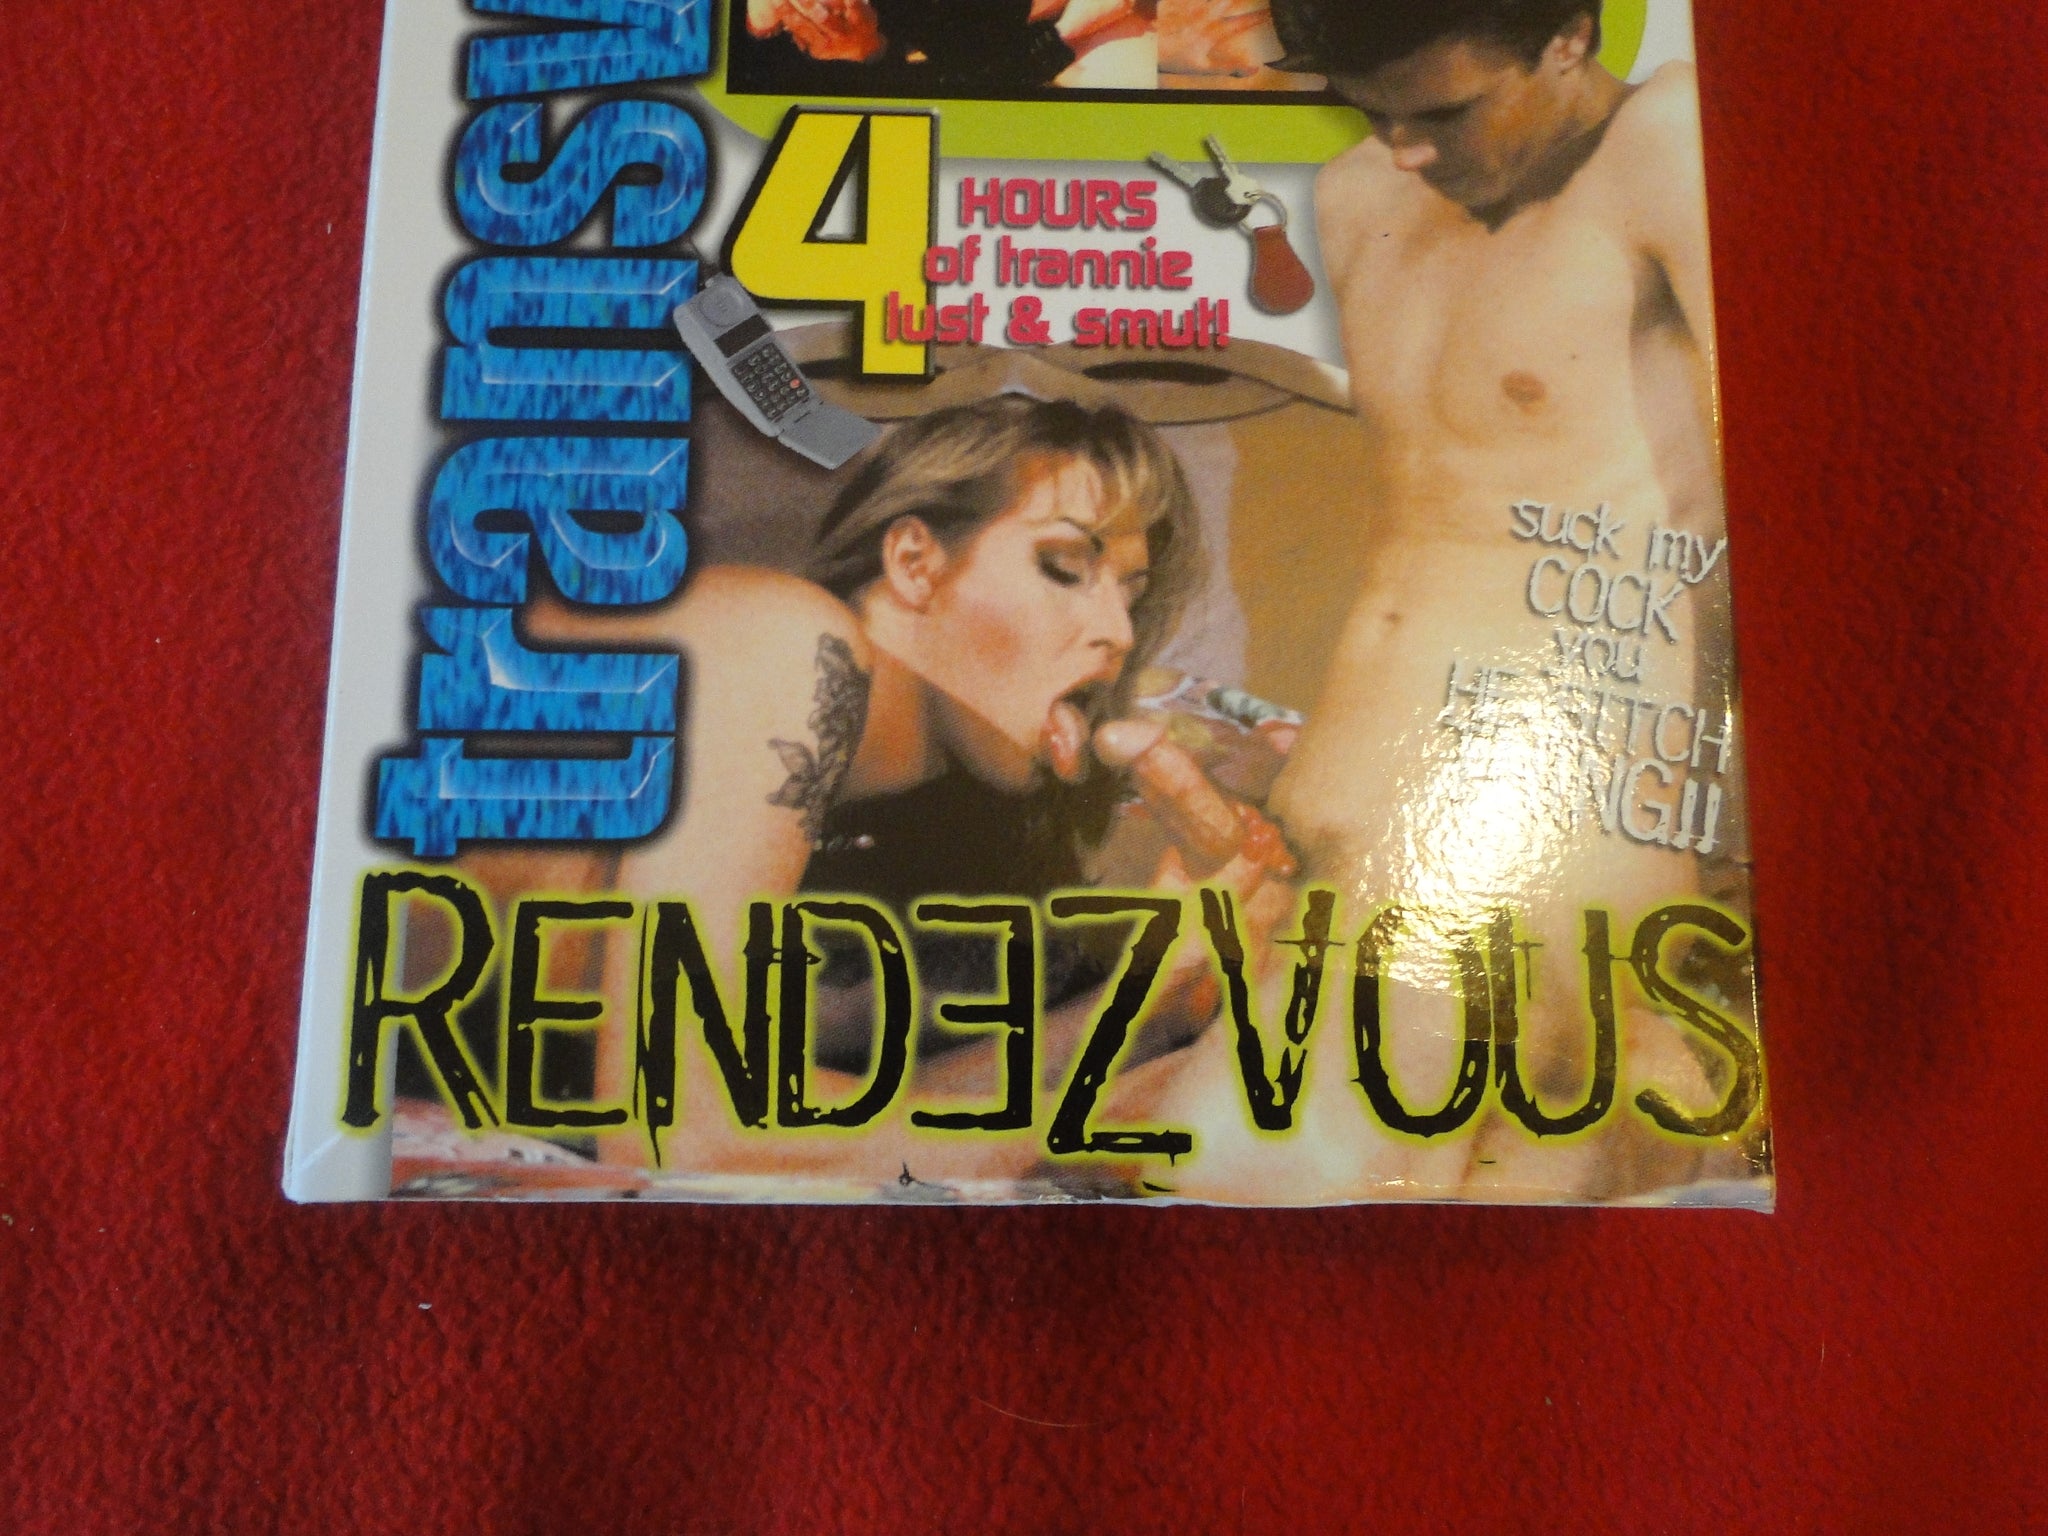 transv
4
HOURS
of trannie
lust & smut!
suck my
COCK
you
RENDEZVOUS